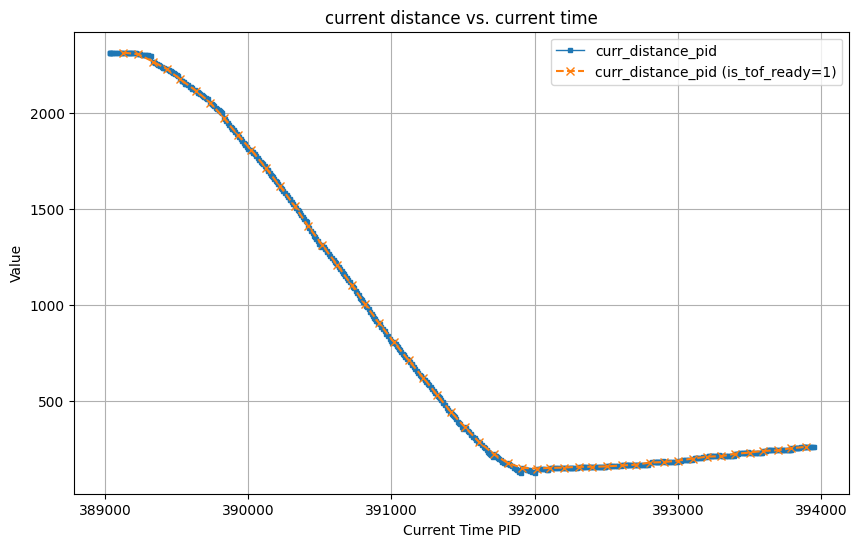 current distance vs. current time
curr_distance_pid
curr_distance_pid (is_tof_ready=1)
Value
2000
1500
1000
500
389000 390000 391000 392000 393000 394000
Current Time PID